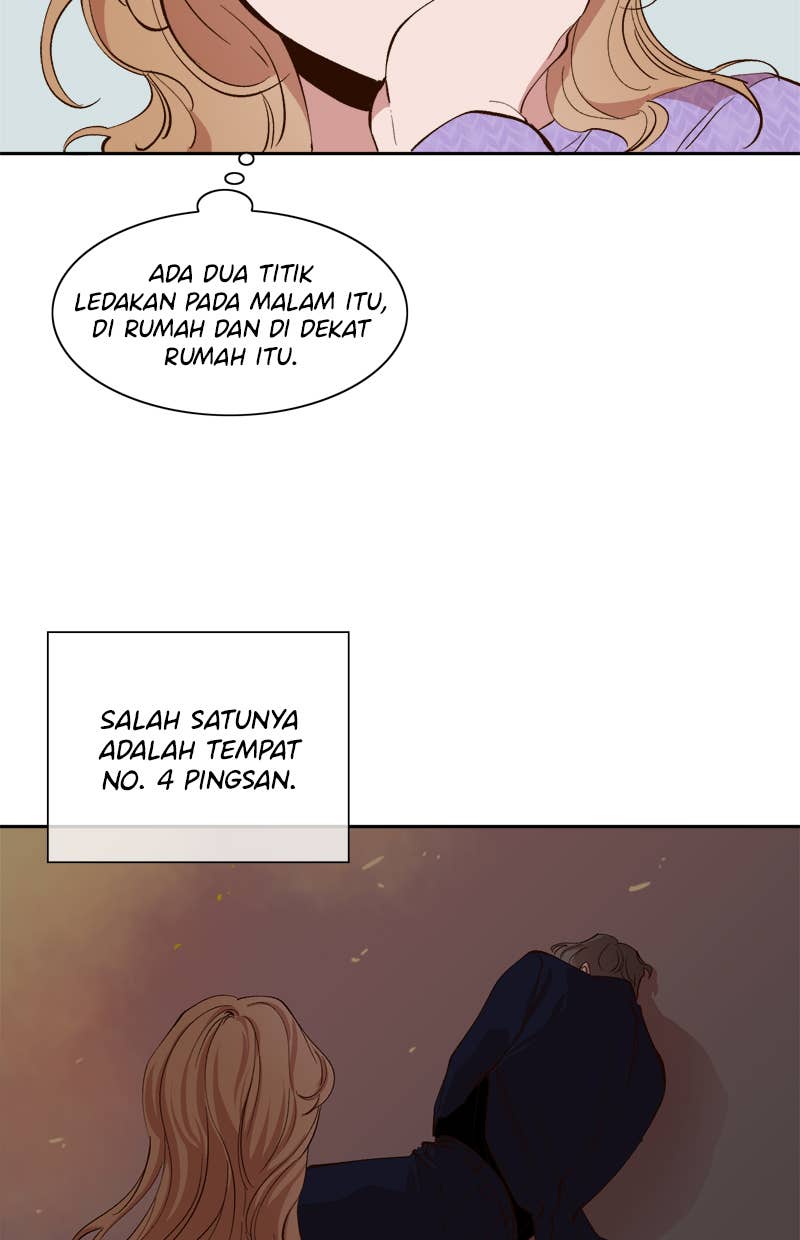 ADA DUA TITIK
LEDAKAN PADA MALAM ITU,
DI RUMAH DAN DI DEKAT
RUMAH ITU.
SALAH SATUNYA
ADALAH TEMPAT
NO. 4 PINGSAN.